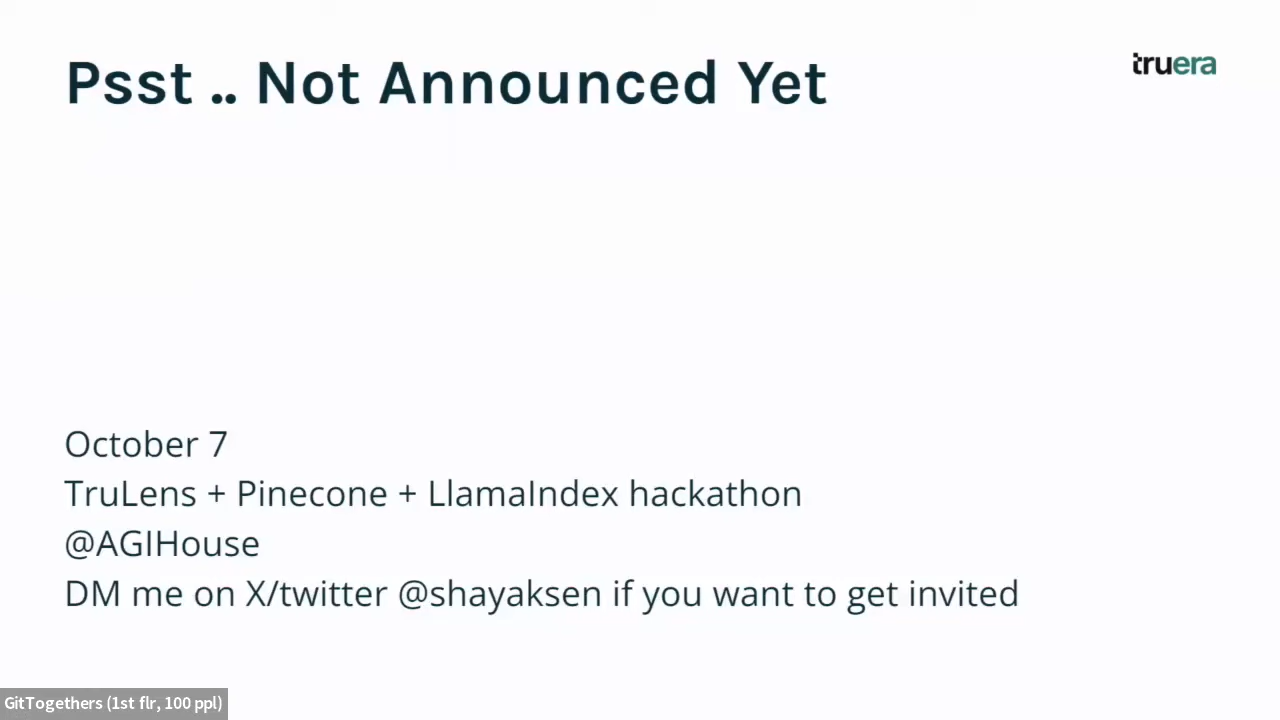 Psst .. Not Announced Yet
truera
October 7
TruLens + Pinecone + LlamaIndex hackathon
@AGIHouse
DM me on X/twitter @shayaksen if you want to get invited
GitTogethers (1st flr, 100 ppl)